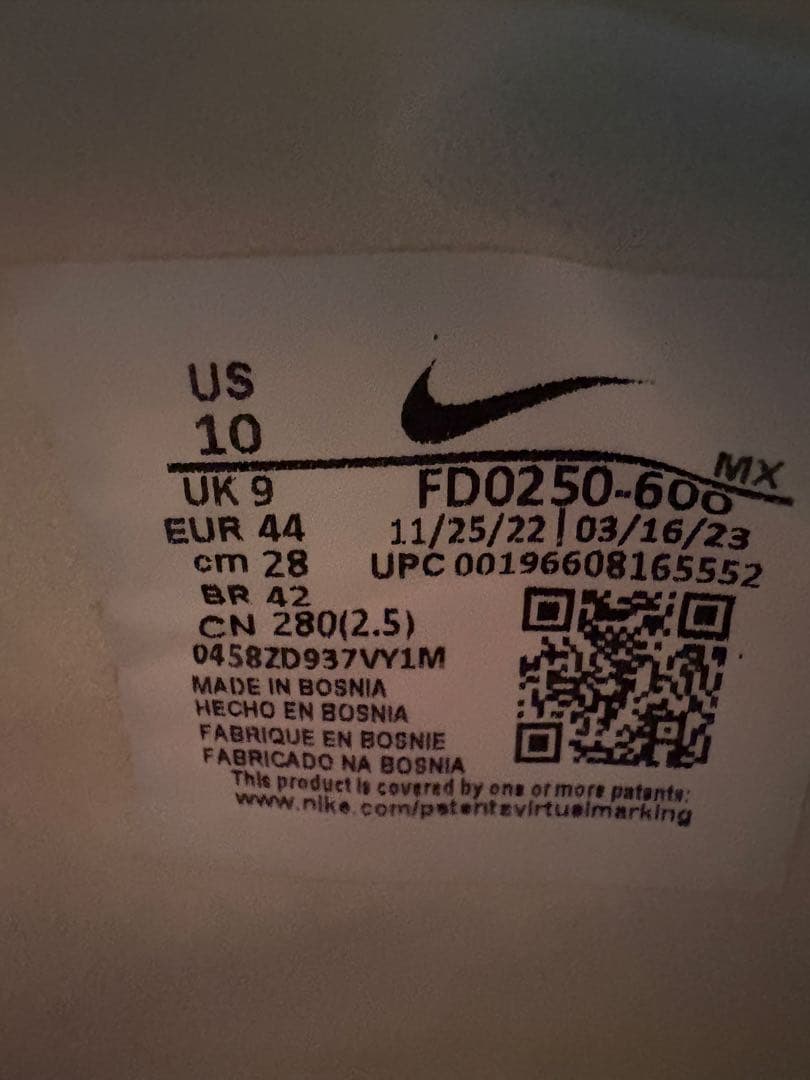 US
10
MX
UK 9
FD0250-600
EUR 44
11/25/22 | 03/16/23
cm 28
UPC 00196608165552
BR 42
CN 280(2.5)
0458ZD937VY1M
MADE IN BOSNIA
HECHO EN BOSNIA
FABRIQUE EN BOSNIE
FABRICADO NA BOSNIA
This product is covered by one or more patents:
www.nike.com/patentsvirtualmarking